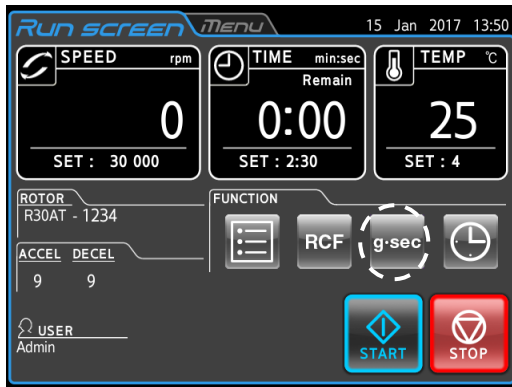 Run screen Menu 15 Jan 2017 13:50
SPEED rpm
0
SET : 30 000
TIME min:sec
Remain
0:00
SET : 2:30
TEMP ℃
25
SET : 4
ROTOR
R30AT - 1234
ACCEL DECEL
9 9
USER
Admin
FUNCTION
RCF g·sec
START STOP